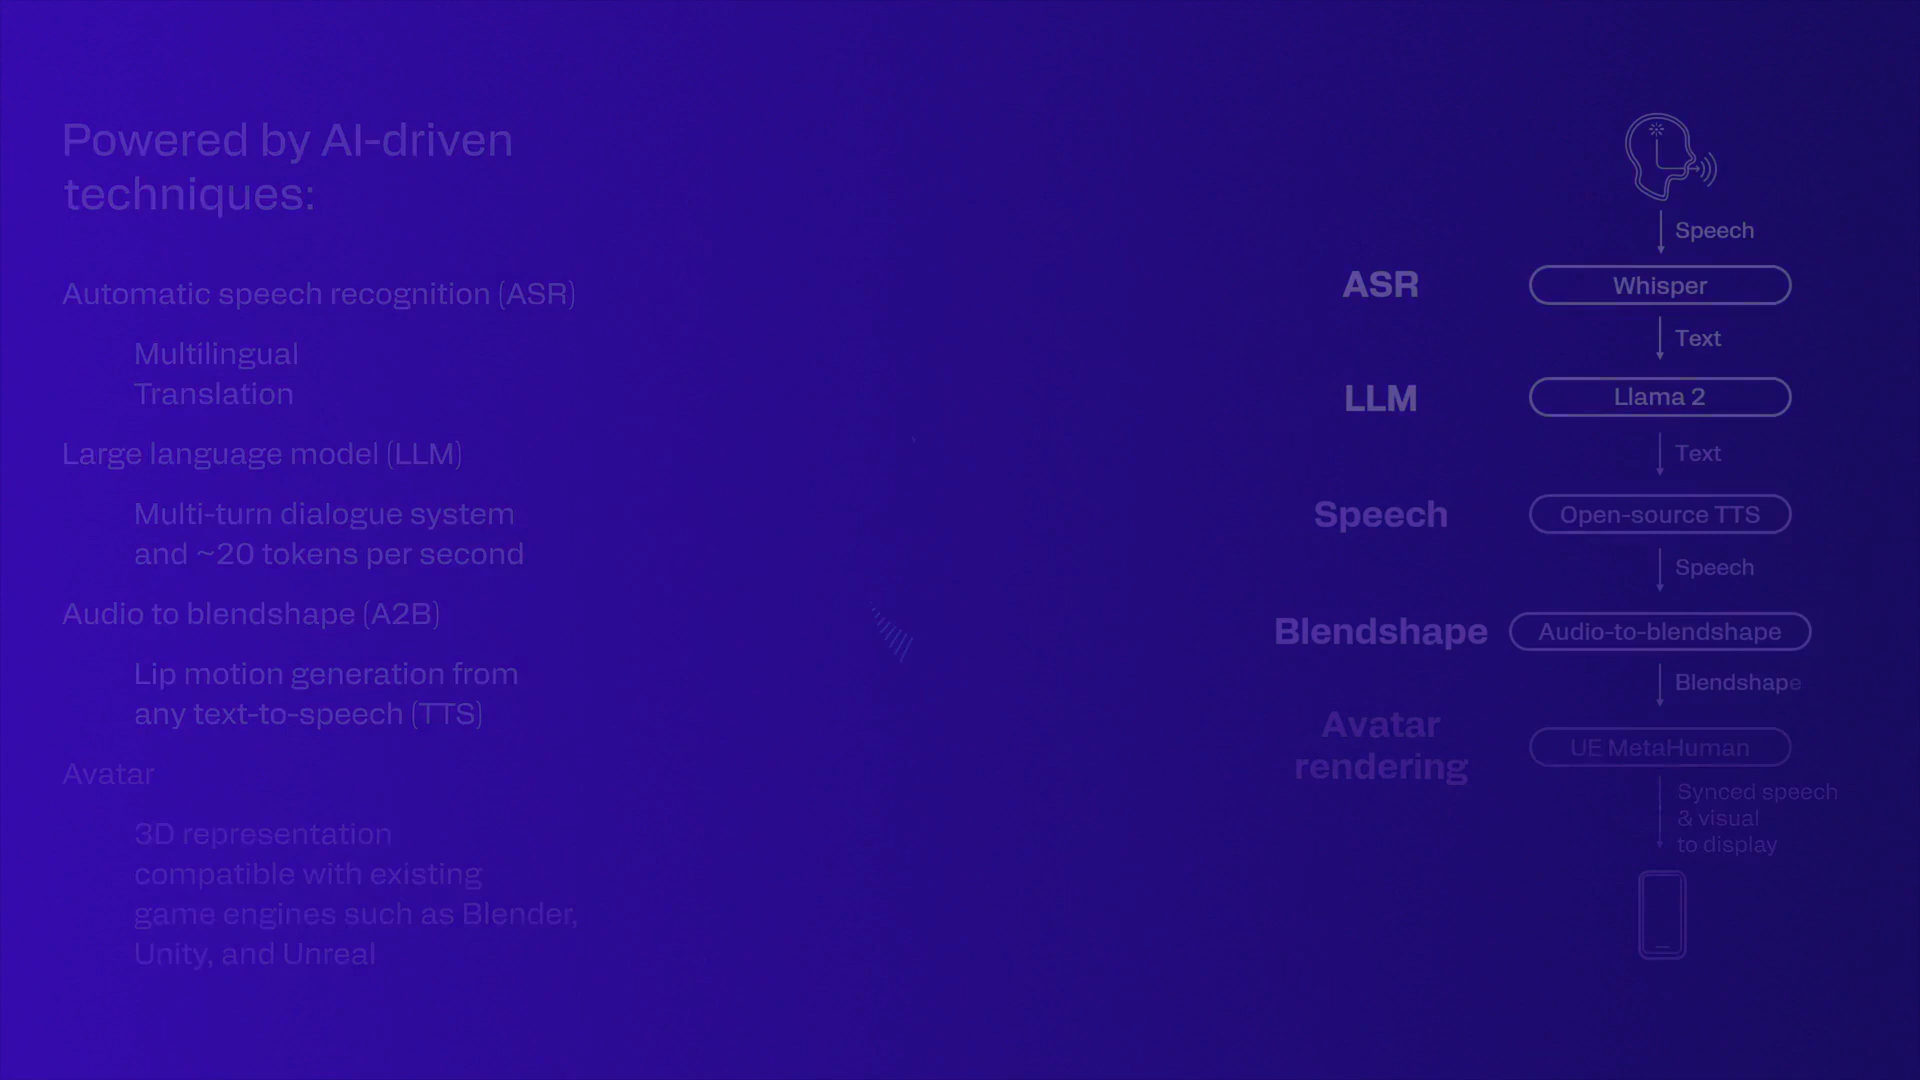 Powered by AI-driven
techniques:
Automatic speech recognition (ASR)
Multilingual
Translation
Large language model (LLM)
Multi-turn dialogue system
and ~20 tokens per second
Audio to blendshape (A2B)
Lip motion generation from
any text-to-speech (TTS)
Avatar
3D representation
compatible with existing
game engines such as Blender,
Unity, and Unreal
Speech
ASR
Whisper
Text
LLM
Llama 2
Text
Speech
Open-source TTS
Speech
Blendshape
Audio-to-blendshape
Blendshape
Avatar
rendering
UE MetaHuman
Synced speech
& visual
to display